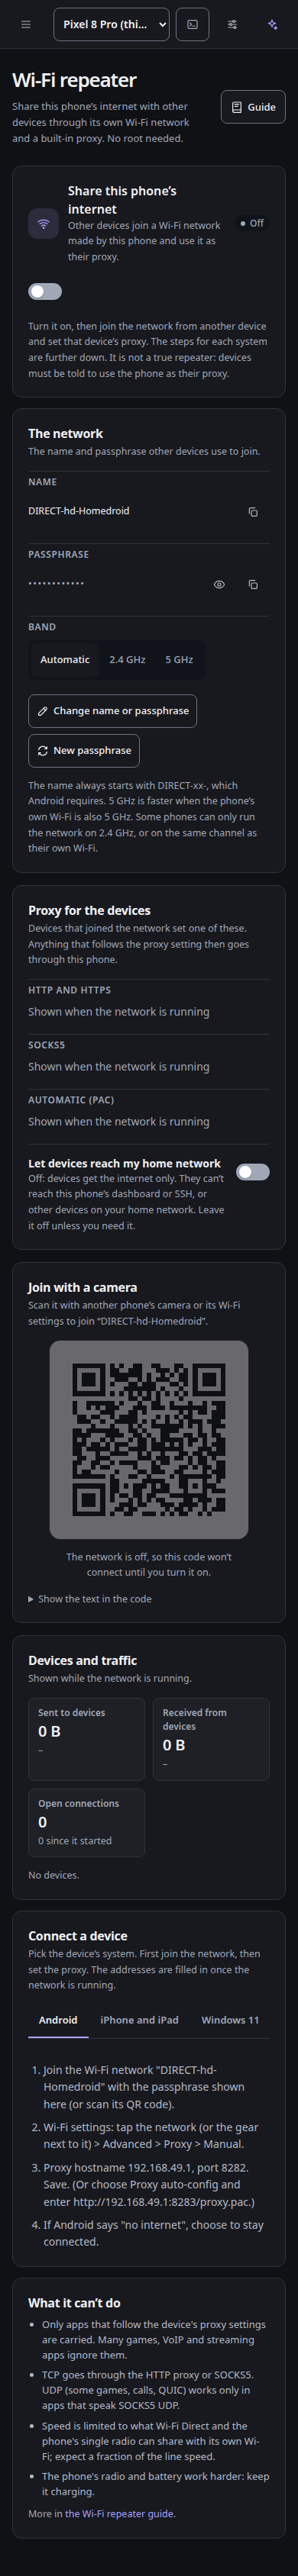 Pixel 8 Pro (thi...
Wi-Fi repeater
Share this phone's internet with other
devices through its own Wi-Fi network
and a built-in proxy. No root needed.
Guide
Share this phone's
internet
Other devices join a Wi-Fi network
made by this phone and use it as
their proxy.
Off
Turn it on, then join the network from another device
and set that device's proxy. The steps for each system
are further down. It is not a true repeater: devices
must be told to use the phone as their proxy.
The network
The name and passphrase other devices use to join.
NAME
DIRECT-hd-Homedroid
PASSPHRASE
••••••••••••
BAND
Automatic 2.4 GHz 5 GHz
Change name or passphrase
New passphrase
The name always starts with DIRECT-xx-, which
Android requires. 5 GHz is faster when the phone's
own Wi-Fi is also 5 GHz. Some phones can only run
the network on 2.4 GHz, or on the same channel as
their own Wi-Fi.
Proxy for the devices
Devices that joined the network set one of these.
Anything that follows the proxy setting then goes
through this phone.
HTTP AND HTTPS
Shown when the network is running
SOCKS5
Shown when the network is running
AUTOMATIC (PAC)
Shown when the network is running
Let devices reach my home network
Off: devices get the internet only. They can't
reach this phone's dashboard or SSH, or
other devices on your home network. Leave
it off unless you need it.
Join with a camera
Scan it with another phone's camera or its Wi-Fi
settings to join “DIRECT-hd-Homedroid”.
The network is off, so this code won't
connect until you turn it on.
Show the text in the code
Devices and traffic
Shown while the network is running.
Sent to devices
0 B
–
Received from
devices
0 B
–
Open connections
0
0 since it started
No devices.
Connect a device
Pick the device's system. First join the network, then
set the proxy. The addresses are filled in once the
network is running.
Android iPhone and iPad Windows 11
1. Join the Wi-Fi network "DIRECT-hd-
Homedroid" with the passphrase shown
here (or scan its QR code).
2. Wi-Fi settings: tap the network (or the gear
next to it) > Advanced > Proxy > Manual.
3. Proxy hostname 192.168.49.1, port 8282.
Save. (Or choose Proxy auto-config and
enter http://192.168.49.1:8283/proxy.pac.)
4. If Android says "no internet", choose to stay
connected.
What it can't do
• Only apps that follow the device's proxy settings
are carried. Many games, VoIP and streaming
apps ignore them.
• TCP goes through the HTTP proxy or SOCKS5.
UDP (some games, calls, QUIC) works only in
apps that speak SOCKS5 UDP.
• Speed is limited to what Wi-Fi Direct and the
phone's single radio can share with its own Wi-
Fi; expect a fraction of the line speed.
• The phone's radio and battery work harder: keep
it charging.
More in the Wi-Fi repeater guide.